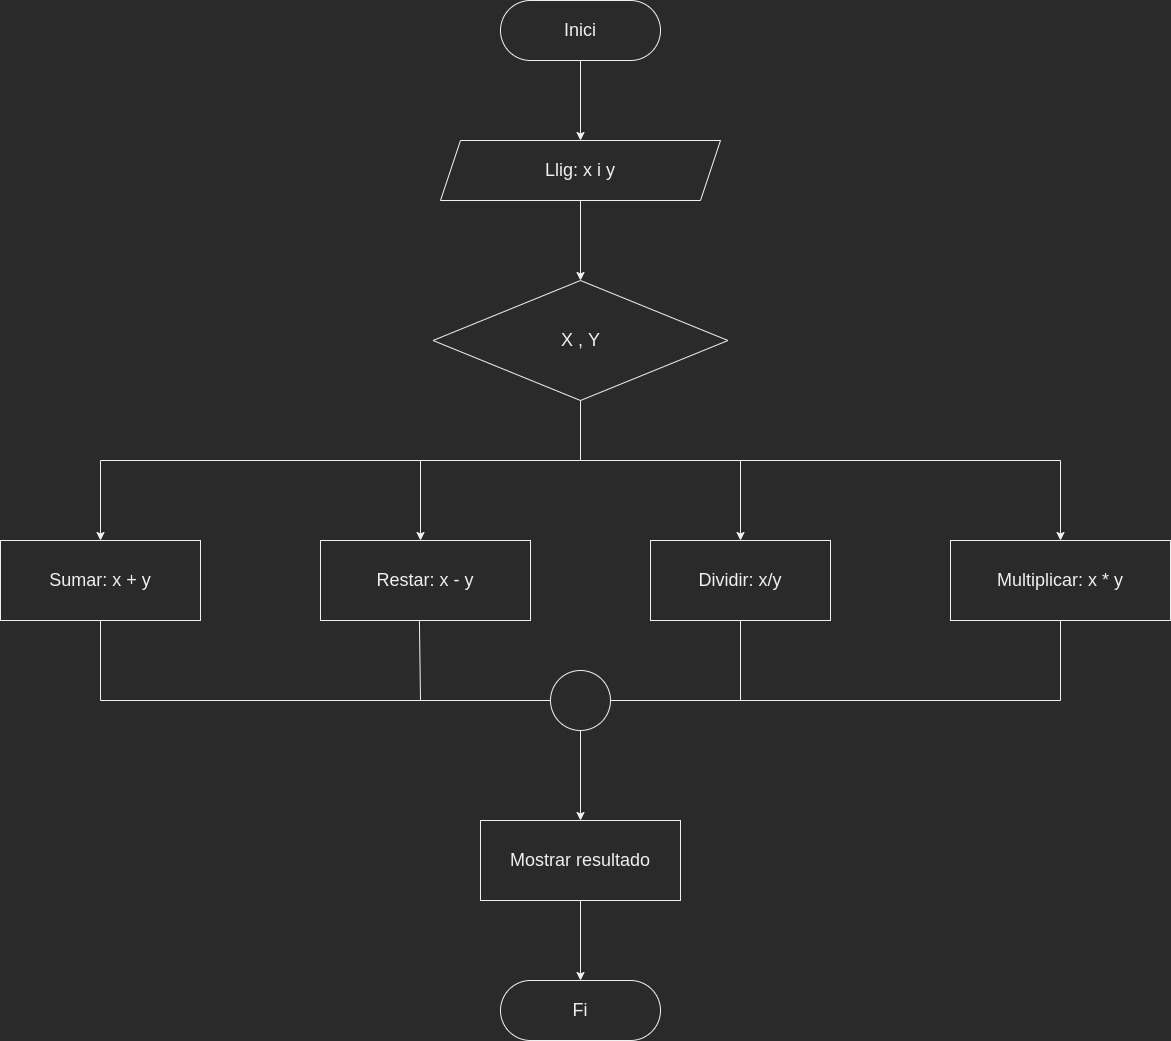 Inici
Llig: x i y
X , Y
Sumar: x + y
Restar: x - y
Dividir: x/y
Multiplicar: x * y
Mostrar resultado
Fi